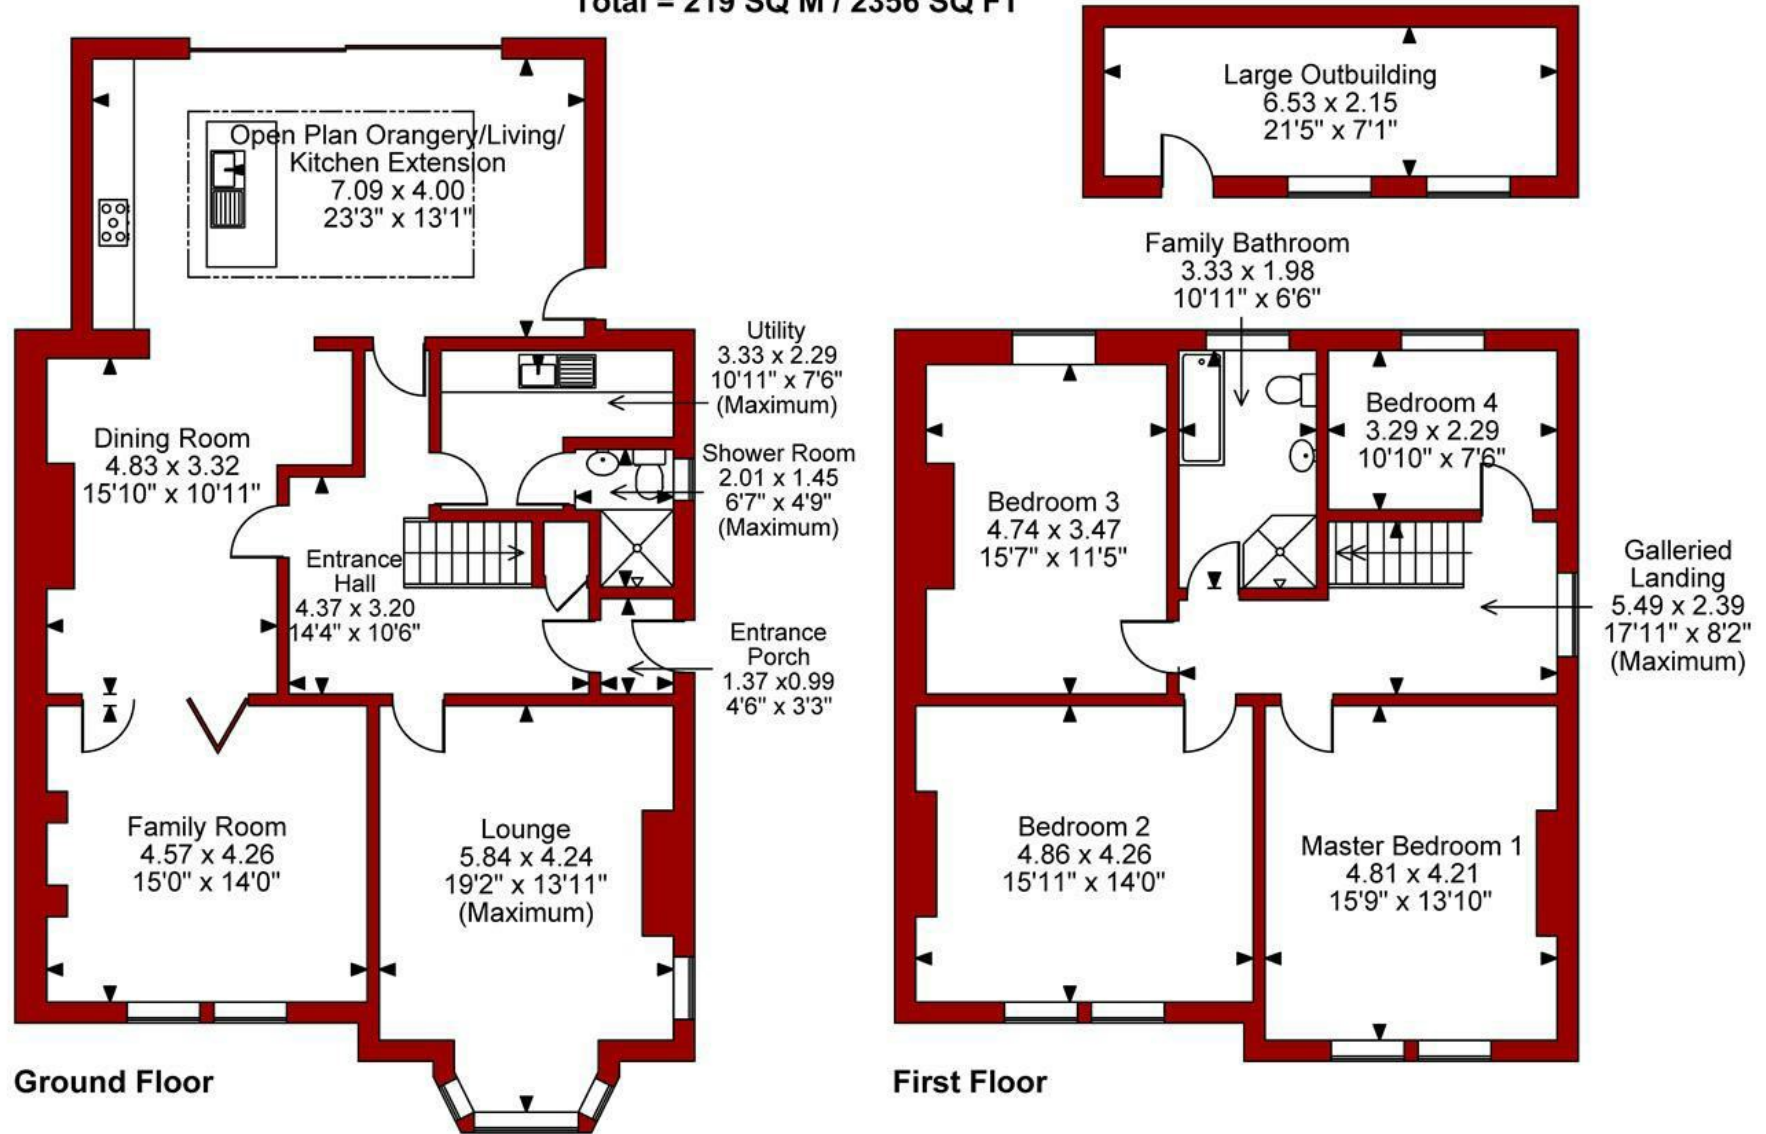 Total = 219 SQ M / 2356 SQ FT
Large Outbuilding
6.53 x 2.15
21'5" x 7'1"
Open Plan Orangery/Living/
Kitchen Extension
7.09 x 4.00
23'3" x 13'1"
Family Bathroom
3.33 x 1.98
10'11" x 6'6"
Utility
3.33 x 2.29
10'11" x 7'6"
(Maximum)
Dining Room
4.83 x 3.32
15'10" x 10'11"
Shower Room
2.01 x 1.45
6'7" x 4'9"
(Maximum)
Bedroom 3
4.74 x 3.47
15'7" x 11'5"
Bedroom 4
3.29 x 2.29
10'10" x 7'6"
Entrance
Hall
4.37 x 3.20
14'4" x 10'6"
Galleried
Landing
5.49 x 2.39
17'11" x 8'2"
(Maximum)
Entrance
Porch
1.37 x0.99
4'6" x 3'3"
Family Room
4.57 x 4.26
15'0" x 14'0"
Lounge
5.84 x 4.24
19'2" x 13'11"
(Maximum)
Bedroom 2
4.86 x 4.26
15'11" x 14'0"
Master Bedroom 1
4.81 x 4.21
15'9" x 13'10"
Ground Floor
First Floor